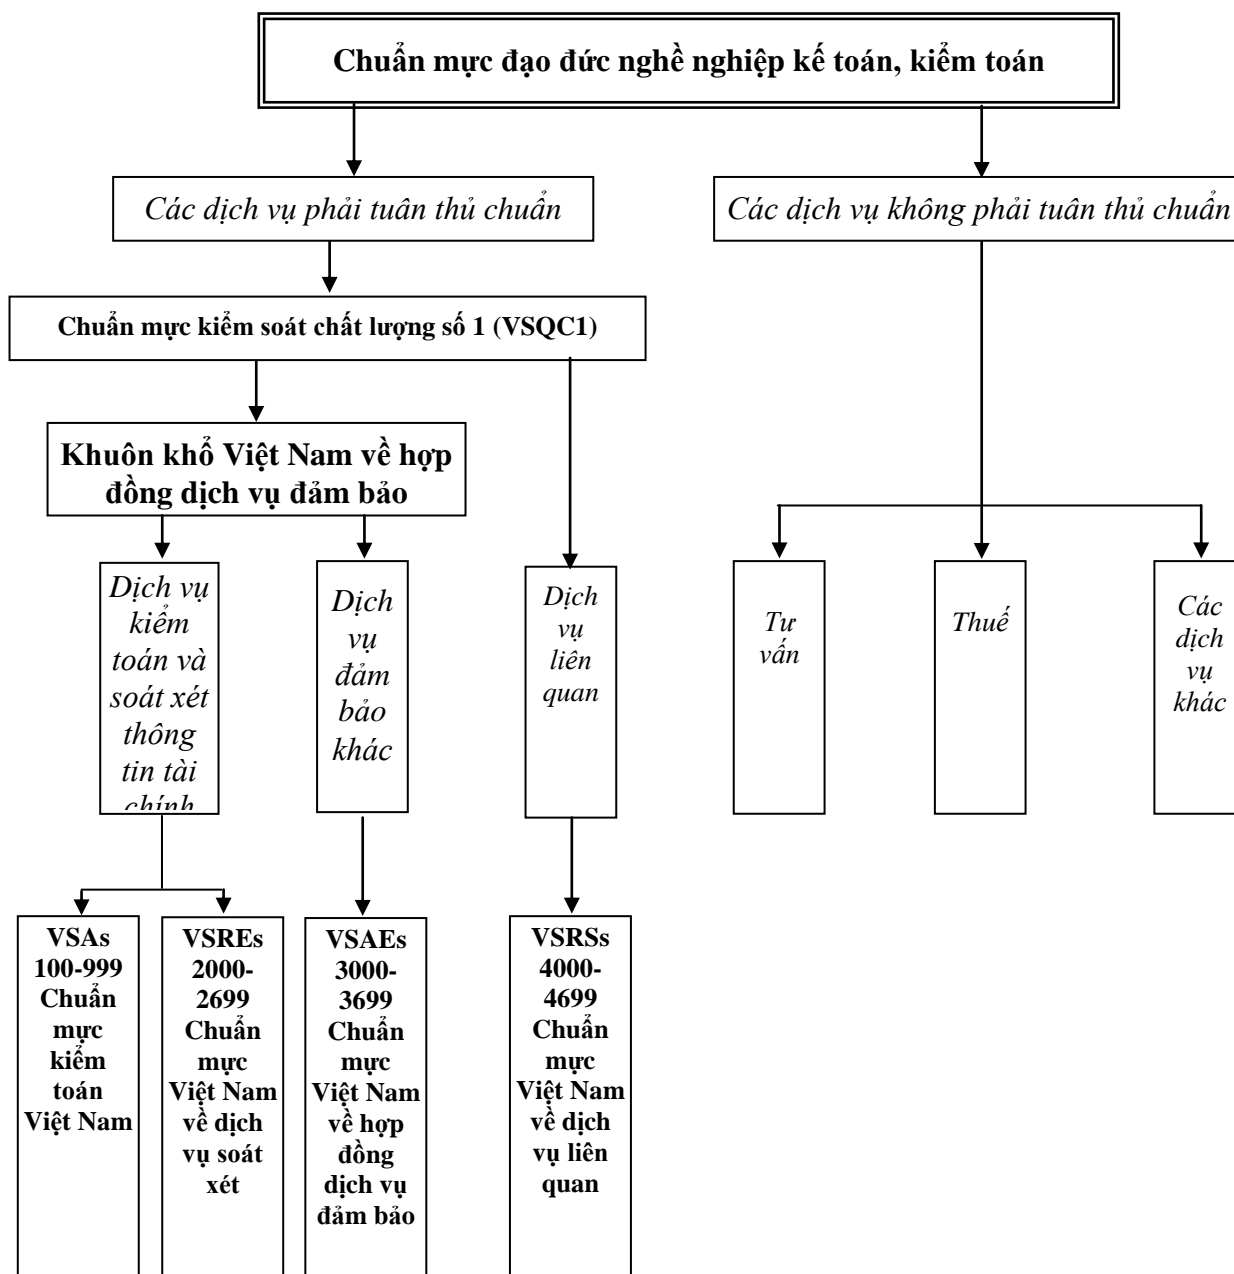 Chuẩn mực đạo đức nghề nghiệp kế toán, kiểm toán
Các dịch vụ phải tuân thủ chuẩn
Các dịch vụ không phải tuân thủ chuẩn
Chuẩn mực kiểm soát chất lượng số 1 (VSQC1)
Khuôn khổ Việt Nam về hợp
đồng dịch vụ đảm bảo
Dịch vụ
kiểm
toán và
soát xét
thông
tin tài
chính
Dịch
vụ
đảm
bảo
khác
Dịch
vụ
liên
quan
Tư
vấn
Thuế
Các
dịch
vụ
khác
VSAs
100-999
Chuẩn
mực
kiểm
toán
Việt Nam
VSREs
2000-
2699
Chuẩn
mực
Việt Nam
về dịch
vụ soát
xét
VSAEs
3000-
3699
Chuẩn
mực
Việt Nam
về hợp
đồng
dịch vụ
đảm bảo
VSRSs
4000-
4699
Chuẩn
mực
Việt Nam
về dịch
vụ liên
quan